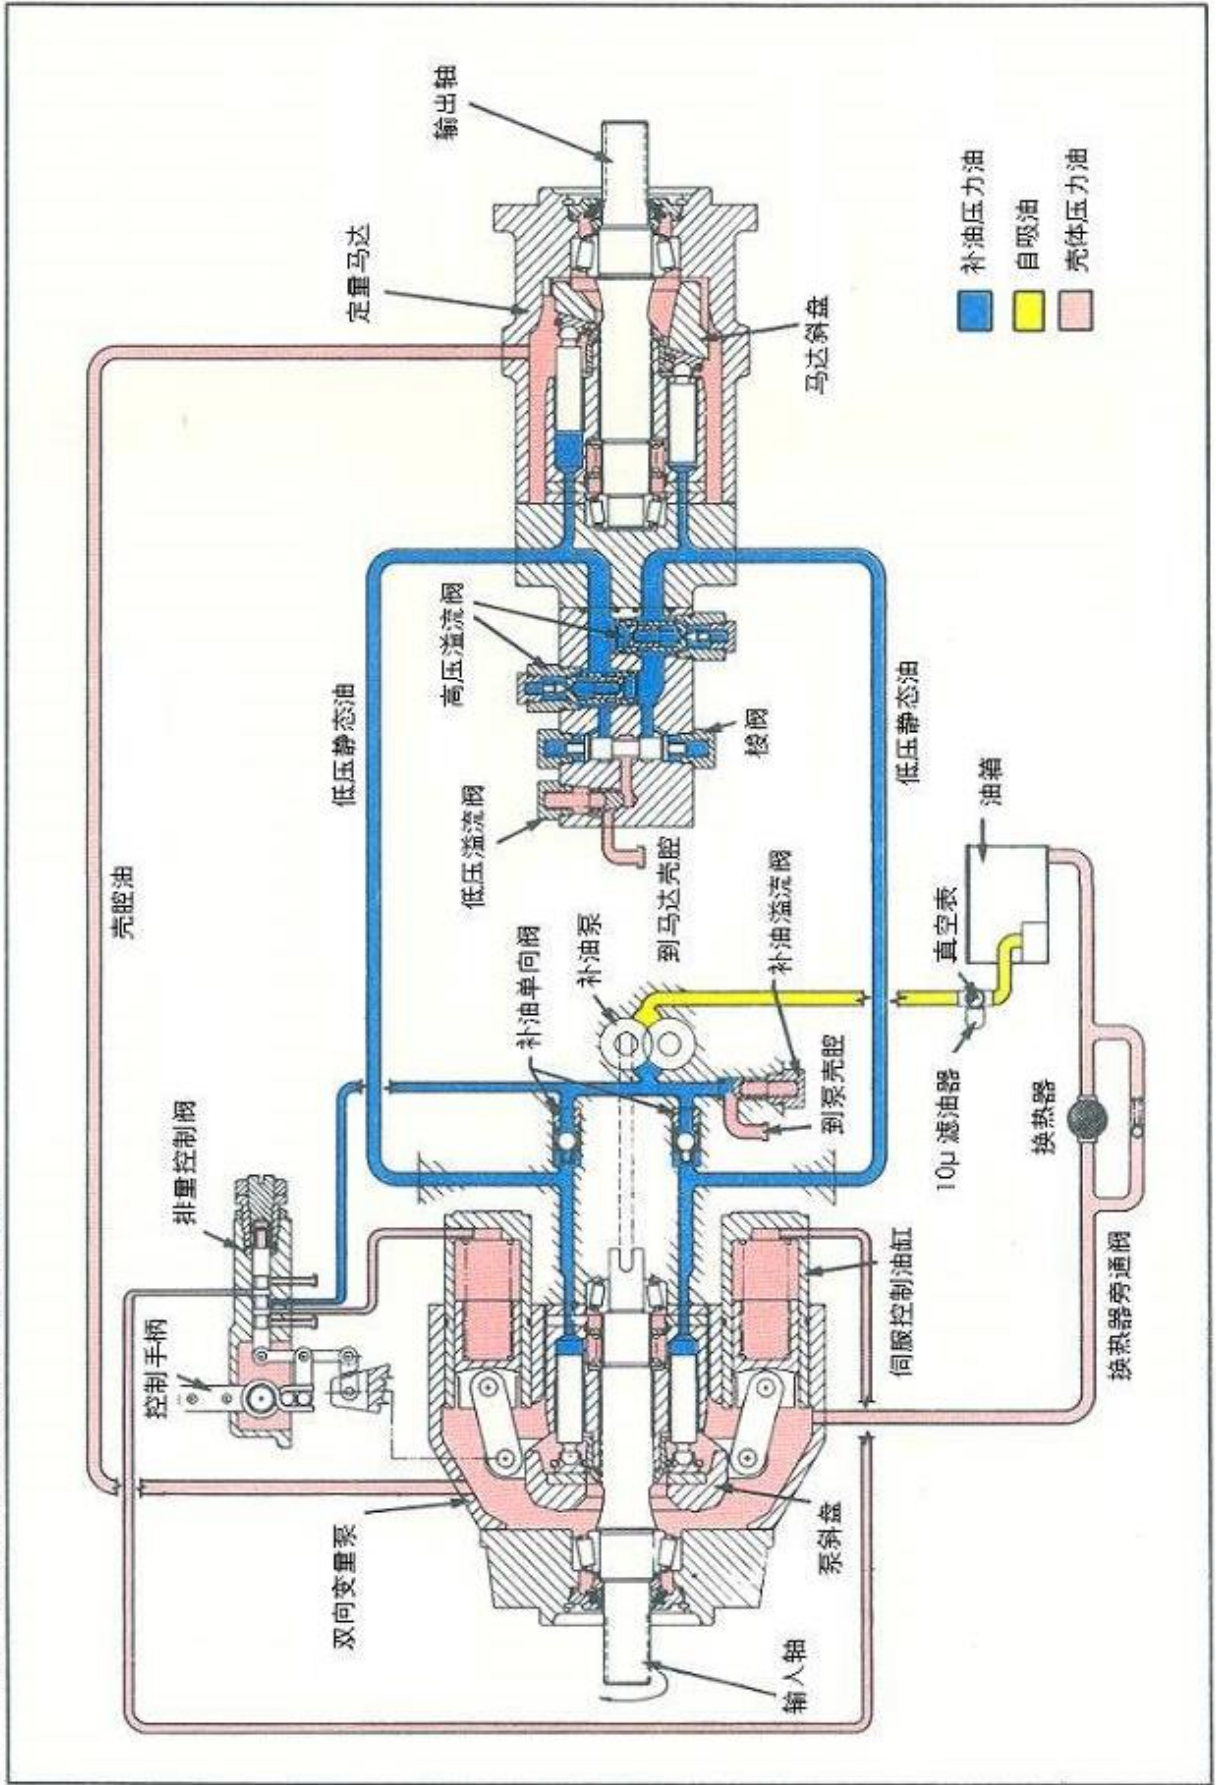 输出轴
定量马达
马达斜盘
补油压力油
自吸油
壳体压力油
高压溢流阀
低压静态油
梭阀
低压静态油
低压溢流阀
油箱
壳腔油
到马达壳腔
补油溢流阀
补油泵
补油单向阀
真空表
10μ 滤油器
换热器
到泵壳腔
排量控制阀
控制手柄
伺服控制油缸
换热器旁通阀
双向变量泵
泵斜盘
输入轴